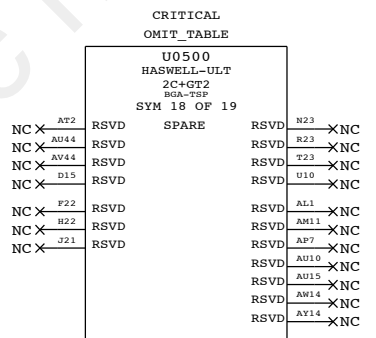 CRITICAL
OMIT_TABLE
U0500
HASWELL-ULT
2C+GT2
BGA-TSP
SYM 18 OF 19
SPARE
NC AT2 RSVD
NC AU44 RSVD
NC AV44 RSVD
NC D15 RSVD
NC F22 RSVD
NC H22 RSVD
NC J21 RSVD
RSVD N23 NC
RSVD R23 NC
RSVD T23 NC
RSVD U10 NC
RSVD AL1 NC
RSVD AM11 NC
RSVD AP7 NC
RSVD AU10 NC
RSVD AU15 NC
RSVD AW14 NC
RSVD AY14 NC